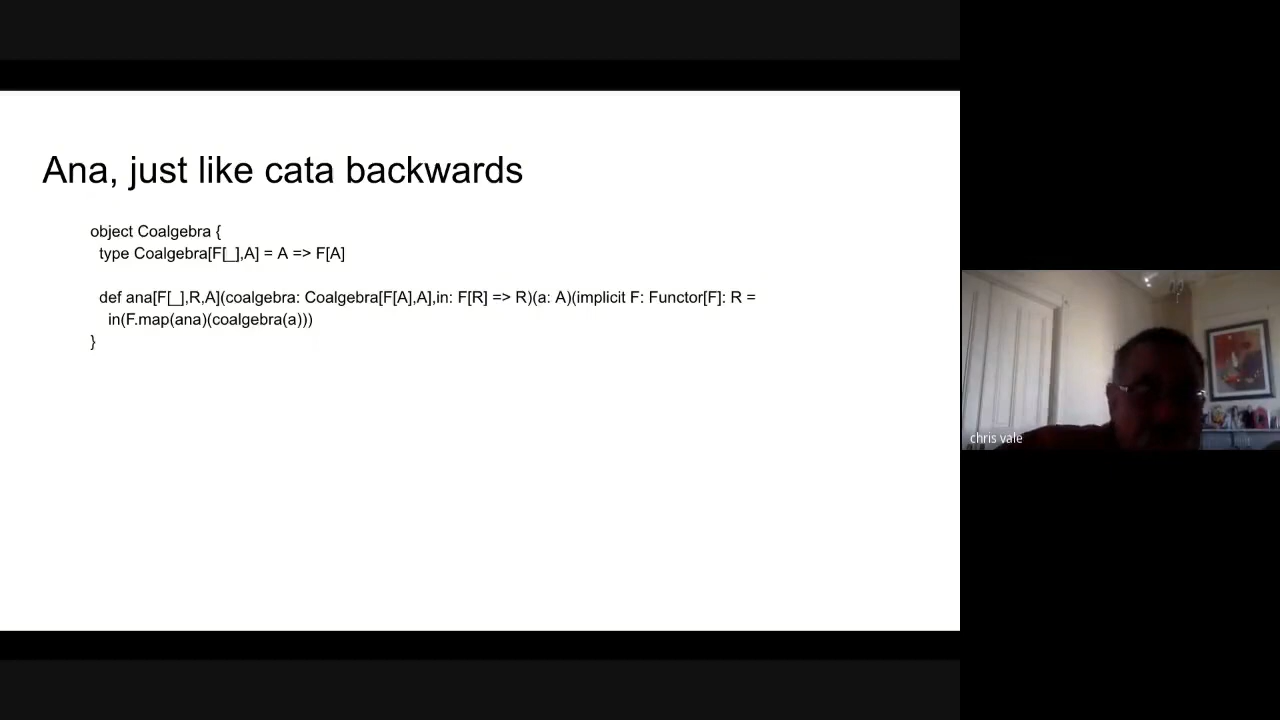 Ana, just like cata backwards
object Coalgebra {
type Coalgebra[F[_],A] = A => F[A]
def ana[F[_],R,A](coalgebra: Coalgebra[F[A],A],in: F[R] => R)(a: A)(implicit F: Functor[F]: R =
in(F.map(ana)(coalgebra(a)))
}
chris vale